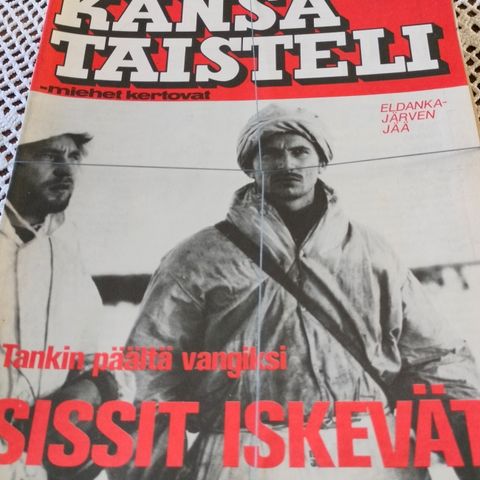 KANSA
TAISTELI
-miehet kertovat
ELDANKA-
JÄRVEN
JÄÄ
Tankin päältä vangiksi
SISSIT ISKEVÄT